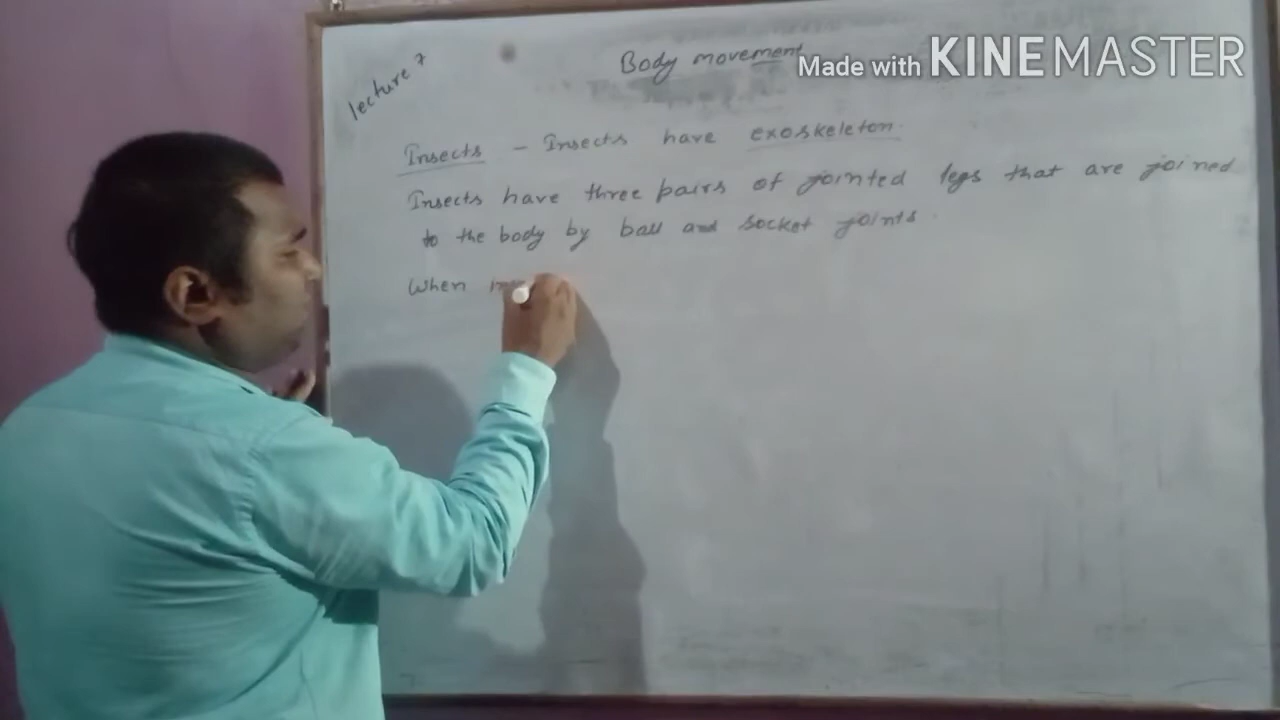 lecture 7
Body movement
Made with KINEMASTER
Insects - Insects have exoskeleton.
Insects have three pairs of jointed legs that are joined
to the body by ball and socket joints.
When